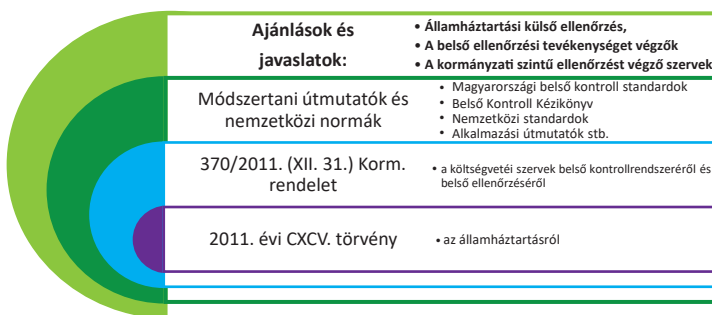 Ajánlások és
javaslatok:
• Államháztartási külső ellenőrzés,
• A belső ellenőrzési tevékenységet végzők
• A kormányzati szintű ellenőrzést végző szervek
Módszertani útmutatók és
nemzetközi normák
• Magyarországi belső kontroll standardok
• Belső Kontroll Kézikönyv
• Nemzetközi standardok
• Alkalmazási útmutatók stb.
370/2011. (XII. 31.) Korm.
rendelet
• a költségvetéi szervek belső kontrollrendszeréről és
belső ellenőrzéséről
2011. évi CXCV. törvény
• az államháztartásról